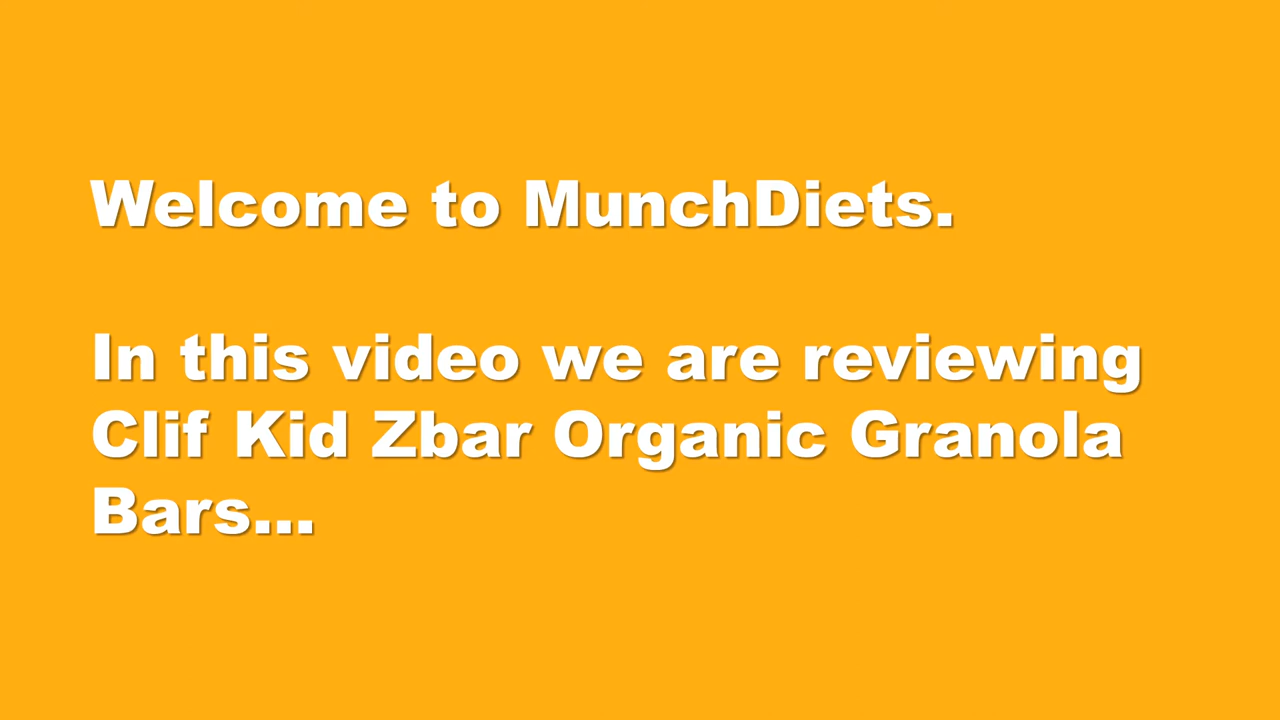 Welcome to MunchDiets.
In this video we are reviewing
Clif Kid Zbar Organic Granola
Bars...